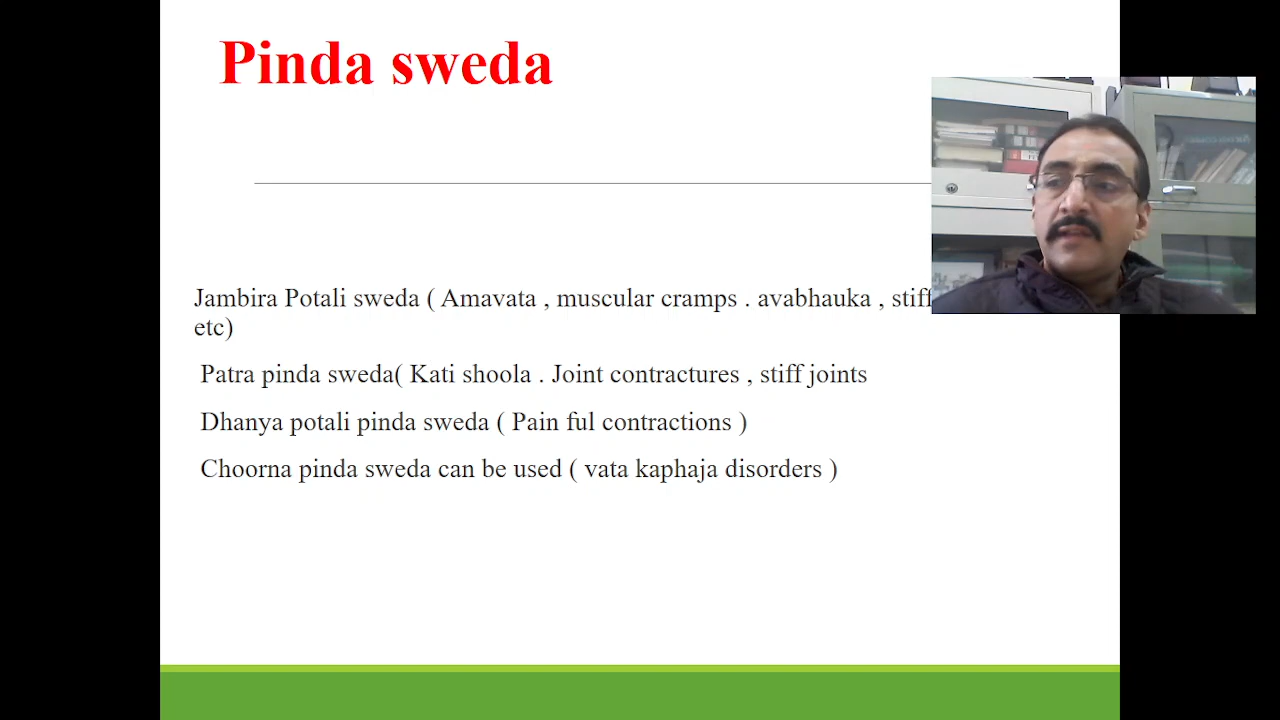 Pinda sweda
Jambira Potali sweda ( Amavata , muscular cramps . avabhauka , stiff
etc)
Patra pinda sweda( Kati shoola . Joint contractures , stiff joints
Dhanya potali pinda sweda ( Pain ful contractions )
Choorna pinda sweda can be used ( vata kaphaja disorders )